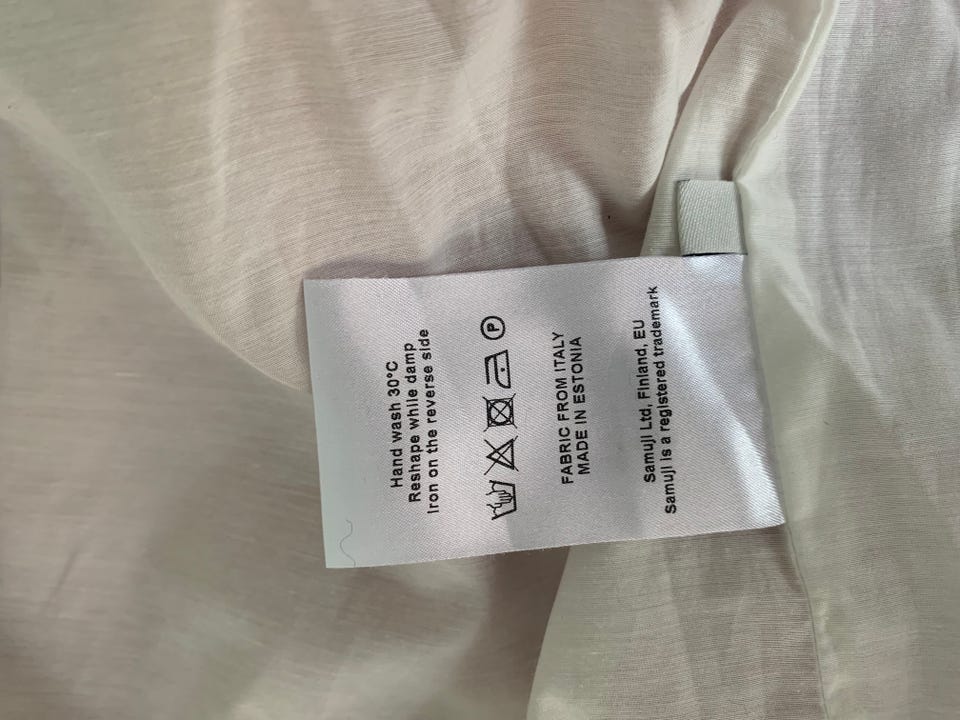 Hand wash 30°C
Reshape while damp
Iron on the reverse side
P
FABRIC FROM ITALY
MADE IN ESTONIA
Samuji Ltd, Finland, EU
Samuji is a registered trademark